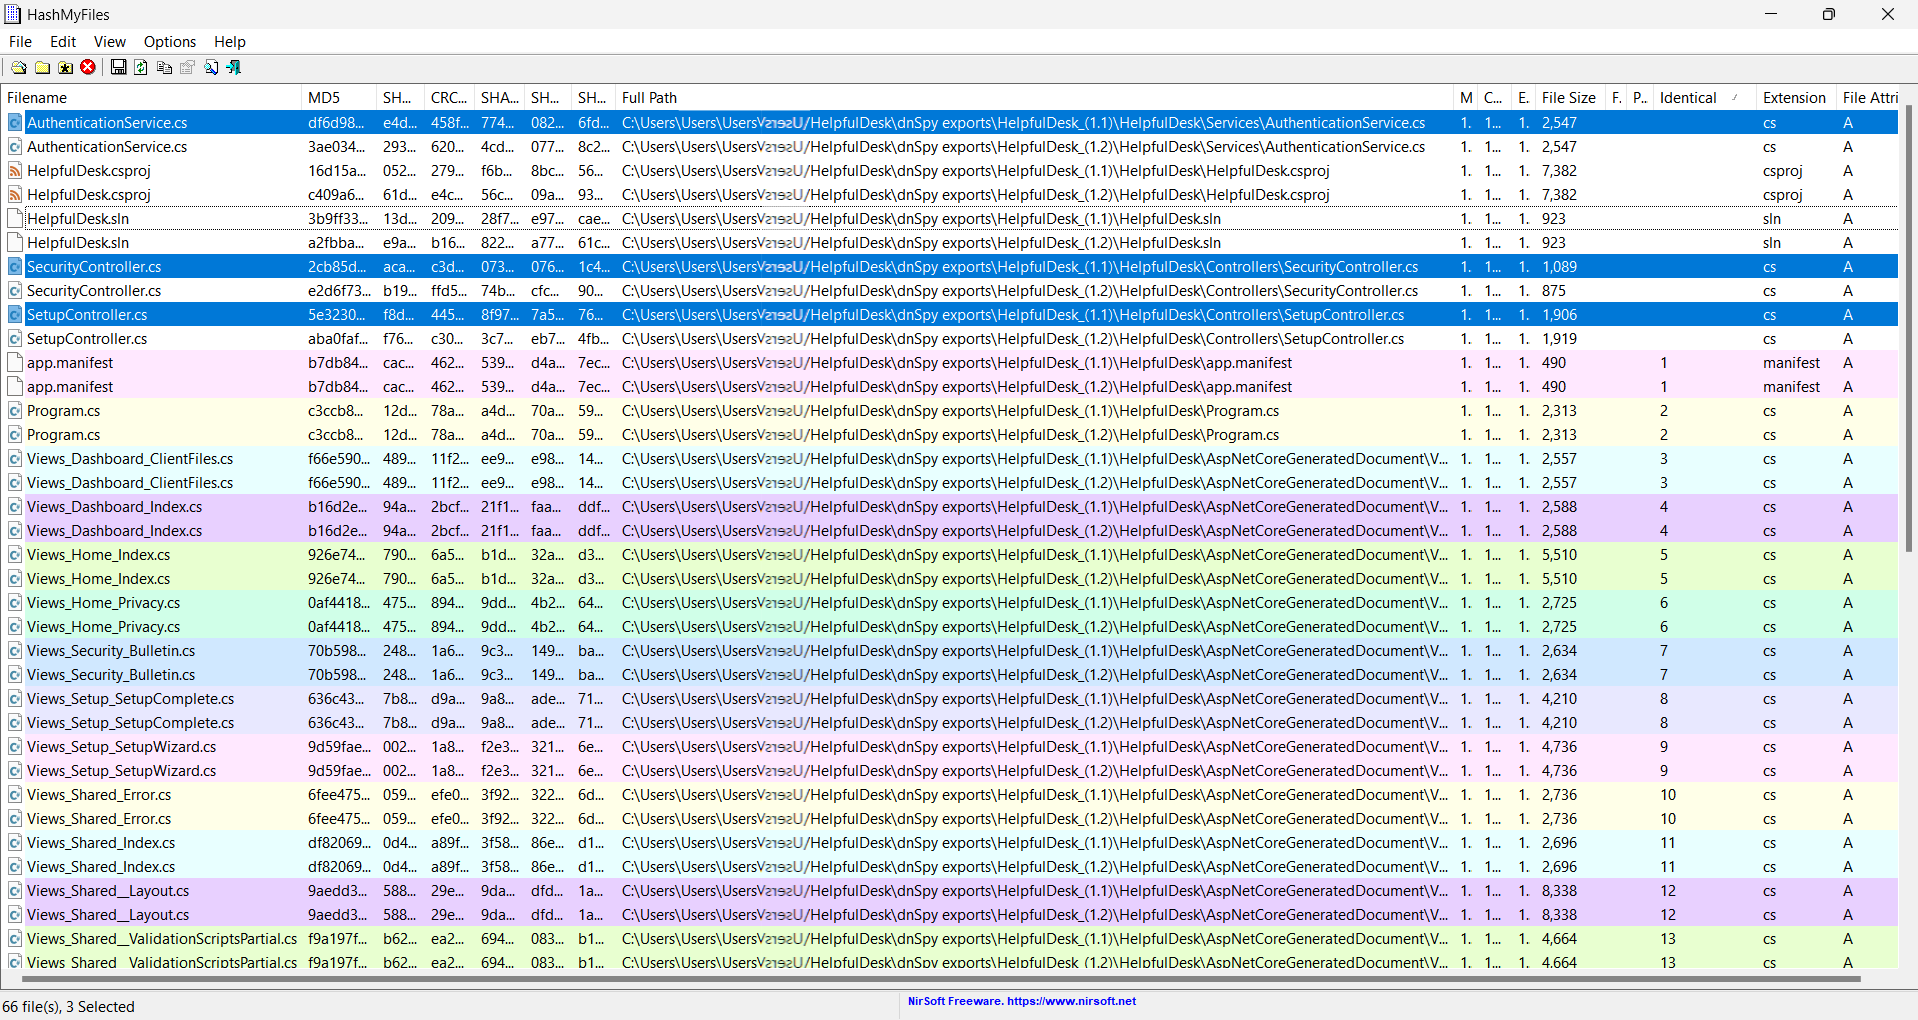 HashMyFiles
File Edit View Options Help
Filename MD5 SH... CRC... SHA... SH... SH... Full Path M C... E. File Size F. P.. Identical / Extension File Attri
AuthenticationService.cs df6d98... e4d... 458f... 774... 082... 6fd... C:\Users\Users\Users /HelpfulDesk\dnSpy exports\HelpfulDesk_(1.1)\HelpfulDesk\Services\AuthenticationService.cs 1. 1... 1. 2,547 cs A
AuthenticationService.cs 3ae034... 293... 620... 4cd... 077... 8c2... C:\Users\Users\Users /HelpfulDesk\dnSpy exports\HelpfulDesk_(1.2)\HelpfulDesk\Services\AuthenticationService.cs 1. 1... 1. 2,547 cs A
HelpfulDesk.csproj 16d15a... 052... 279... f6b... 8bc... 56... C:\Users\Users\Users /HelpfulDesk\dnSpy exports\HelpfulDesk_(1.1)\HelpfulDesk\HelpfulDesk.csproj 1. 1... 1. 7,382 csproj A
HelpfulDesk.csproj c409a6... 61d... e4c... 56c... 09a... 93... C:\Users\Users\Users /HelpfulDesk\dnSpy exports\HelpfulDesk_(1.2)\HelpfulDesk\HelpfulDesk.csproj 1. 1... 1. 7,382 csproj A
HelpfulDesk.sln 3b9ff33... 13d... 209... 28f7... e97... cae... C:\Users\Users\Users /HelpfulDesk\dnSpy exports\HelpfulDesk_(1.1)\HelpfulDesk.sln 1. 1... 1. 923 sln A
HelpfulDesk.sln a2fbba... e9a... b16... 822... a77... 61c... C:\Users\Users\Users /HelpfulDesk\dnSpy exports\HelpfulDesk_(1.2)\HelpfulDesk.sln 1. 1... 1. 923 sln A
SecurityController.cs 2cb85d... aca... c3d... 073... 076... 1c4... C:\Users\Users\Users /HelpfulDesk\dnSpy exports\HelpfulDesk_(1.1)\HelpfulDesk\Controllers\SecurityController.cs 1. 1... 1. 1,089 cs A
SecurityController.cs e2d6f73... b19... ffd5... 74b... cfc... 90... C:\Users\Users\Users /HelpfulDesk\dnSpy exports\HelpfulDesk_(1.2)\HelpfulDesk\Controllers\SecurityController.cs 1. 1... 1. 875 cs A
SetupController.cs 5e3230... f8d... 445... 8f97... 7a5... 76... C:\Users\Users\Users /HelpfulDesk\dnSpy exports\HelpfulDesk_(1.1)\HelpfulDesk\Controllers\SetupController.cs 1. 1... 1. 1,906 cs A
SetupController.cs aba0faf... f76... c30... 3c7... eb7... 4fb... C:\Users\Users\Users /HelpfulDesk\dnSpy exports\HelpfulDesk_(1.2)\HelpfulDesk\Controllers\SetupController.cs 1. 1... 1. 1,919 cs A
app.manifest b7db84... cac... 462... 539... d4a... 7ec... C:\Users\Users\Users /HelpfulDesk\dnSpy exports\HelpfulDesk_(1.1)\HelpfulDesk\app.manifest 1. 1... 1. 490 1 manifest A
app.manifest b7db84... cac... 462... 539... d4a... 7ec... C:\Users\Users\Users /HelpfulDesk\dnSpy exports\HelpfulDesk_(1.2)\HelpfulDesk\app.manifest 1. 1... 1. 490 1 manifest A
Program.cs c3ccb8... 12d... 78a... a4d... 70a... 59... C:\Users\Users\Users /HelpfulDesk\dnSpy exports\HelpfulDesk_(1.1)\HelpfulDesk\Program.cs 1. 1... 1. 2,313 2 cs A
Program.cs c3ccb8... 12d... 78a... a4d... 70a... 59... C:\Users\Users\Users /HelpfulDesk\dnSpy exports\HelpfulDesk_(1.2)\HelpfulDesk\Program.cs 1. 1... 1. 2,313 2 cs A
Views_Dashboard_ClientFiles.cs f66e590... 489... 11f2... ee9... e98... 14... C:\Users\Users\Users /HelpfulDesk\dnSpy exports\HelpfulDesk_(1.1)\HelpfulDesk\AspNetCoreGeneratedDocument\V... 1. 1... 1. 2,557 3 cs A
Views_Dashboard_ClientFiles.cs f66e590... 489... 11f2... ee9... e98... 14... C:\Users\Users\Users /HelpfulDesk\dnSpy exports\HelpfulDesk_(1.2)\HelpfulDesk\AspNetCoreGeneratedDocument\V... 1. 1... 1. 2,557 3 cs A
Views_Dashboard_Index.cs b16d2e... 94a... 2bcf... 21f1... faa... ddf... C:\Users\Users\Users /HelpfulDesk\dnSpy exports\HelpfulDesk_(1.1)\HelpfulDesk\AspNetCoreGeneratedDocument\V... 1. 1... 1. 2,588 4 cs A
Views_Dashboard_Index.cs b16d2e... 94a... 2bcf... 21f1... faa... ddf... C:\Users\Users\Users /HelpfulDesk\dnSpy exports\HelpfulDesk_(1.2)\HelpfulDesk\AspNetCoreGeneratedDocument\V... 1. 1... 1. 2,588 4 cs A
Views_Home_Index.cs 926e74... 790... 6a5... b1d... 32a... d3... C:\Users\Users\Users /HelpfulDesk\dnSpy exports\HelpfulDesk_(1.1)\HelpfulDesk\AspNetCoreGeneratedDocument\V... 1. 1... 1. 5,510 5 cs A
Views_Home_Index.cs 926e74... 790... 6a5... b1d... 32a... d3... C:\Users\Users\Users /HelpfulDesk\dnSpy exports\HelpfulDesk_(1.2)\HelpfulDesk\AspNetCoreGeneratedDocument\V... 1. 1... 1. 5,510 5 cs A
Views_Home_Privacy.cs 0af4418... 475... 894... 9dd... 4b2... 64... C:\Users\Users\Users /HelpfulDesk\dnSpy exports\HelpfulDesk_(1.1)\HelpfulDesk\AspNetCoreGeneratedDocument\V... 1. 1... 1. 2,725 6 cs A
Views_Home_Privacy.cs 0af4418... 475... 894... 9dd... 4b2... 64... C:\Users\Users\Users /HelpfulDesk\dnSpy exports\HelpfulDesk_(1.2)\HelpfulDesk\AspNetCoreGeneratedDocument\V... 1. 1... 1. 2,725 6 cs A
Views_Security_Bulletin.cs 70b598... 248... 1a6... 9c3... 149... ba... C:\Users\Users\Users /HelpfulDesk\dnSpy exports\HelpfulDesk_(1.1)\HelpfulDesk\AspNetCoreGeneratedDocument\V... 1. 1... 1. 2,634 7 cs A
Views_Security_Bulletin.cs 70b598... 248... 1a6... 9c3... 149... ba... C:\Users\Users\Users /HelpfulDesk\dnSpy exports\HelpfulDesk_(1.2)\HelpfulDesk\AspNetCoreGeneratedDocument\V... 1. 1... 1. 2,634 7 cs A
Views_Setup_SetupComplete.cs 636c43... 7b8... d9a... 9a8... ade... 71... C:\Users\Users\Users /HelpfulDesk\dnSpy exports\HelpfulDesk_(1.1)\HelpfulDesk\AspNetCoreGeneratedDocument\V... 1. 1... 1. 4,210 8 cs A
Views_Setup_SetupComplete.cs 636c43... 7b8... d9a... 9a8... ade... 71... C:\Users\Users\Users /HelpfulDesk\dnSpy exports\HelpfulDesk_(1.2)\HelpfulDesk\AspNetCoreGeneratedDocument\V... 1. 1... 1. 4,210 8 cs A
Views_Setup_SetupWizard.cs 9d59fae... 002... 1a8... f2e3... 321... 6e... C:\Users\Users\Users /HelpfulDesk\dnSpy exports\HelpfulDesk_(1.1)\HelpfulDesk\AspNetCoreGeneratedDocument\V... 1. 1... 1. 4,736 9 cs A
Views_Setup_SetupWizard.cs 9d59fae... 002... 1a8... f2e3... 321... 6e... C:\Users\Users\Users /HelpfulDesk\dnSpy exports\HelpfulDesk_(1.2)\HelpfulDesk\AspNetCoreGeneratedDocument\V... 1. 1... 1. 4,736 9 cs A
Views_Shared_Error.cs 6fee475... 059... efe0... 3f92... 322... 6d... C:\Users\Users\Users /HelpfulDesk\dnSpy exports\HelpfulDesk_(1.1)\HelpfulDesk\AspNetCoreGeneratedDocument\V... 1. 1... 1. 2,736 10 cs A
Views_Shared_Error.cs 6fee475... 059... efe0... 3f92... 322... 6d... C:\Users\Users\Users /HelpfulDesk\dnSpy exports\HelpfulDesk_(1.2)\HelpfulDesk\AspNetCoreGeneratedDocument\V... 1. 1... 1. 2,736 10 cs A
Views_Shared_Index.cs df82069... 0d4... a89f... 3f58... 86e... d1... C:\Users\Users\Users /HelpfulDesk\dnSpy exports\HelpfulDesk_(1.1)\HelpfulDesk\AspNetCoreGeneratedDocument\V... 1. 1... 1. 2,696 11 cs A
Views_Shared_Index.cs df82069... 0d4... a89f... 3f58... 86e... d1... C:\Users\Users\Users /HelpfulDesk\dnSpy exports\HelpfulDesk_(1.2)\HelpfulDesk\AspNetCoreGeneratedDocument\V... 1. 1... 1. 2,696 11 cs A
Views_Shared__Layout.cs 9aedd3... 588... 29e... 9da... dfd... 1a... C:\Users\Users\Users /HelpfulDesk\dnSpy exports\HelpfulDesk_(1.1)\HelpfulDesk\AspNetCoreGeneratedDocument\V... 1. 1... 1. 8,338 12 cs A
Views_Shared__Layout.cs 9aedd3... 588... 29e... 9da... dfd... 1a... C:\Users\Users\Users /HelpfulDesk\dnSpy exports\HelpfulDesk_(1.2)\HelpfulDesk\AspNetCoreGeneratedDocument\V... 1. 1... 1. 8,338 12 cs A
Views_Shared__ValidationScriptsPartial.cs f9a197f... b62... ea2... 694... 083... b1... C:\Users\Users\Users /HelpfulDesk\dnSpy exports\HelpfulDesk_(1.1)\HelpfulDesk\AspNetCoreGeneratedDocument\V... 1. 1... 1. 4,664 13 cs A
Views_Shared__ValidationScriptsPartial.cs f9a197f... b62... ea2... 694... 083... b1... C:\Users\Users\Users /HelpfulDesk\dnSpy exports\HelpfulDesk_(1.2)\HelpfulDesk\AspNetCoreGeneratedDocument\V... 1. 1... 1. 4,664 13 cs A
66 file(s), 3 Selected NirSoft Freeware. https://www.nirsoft.net